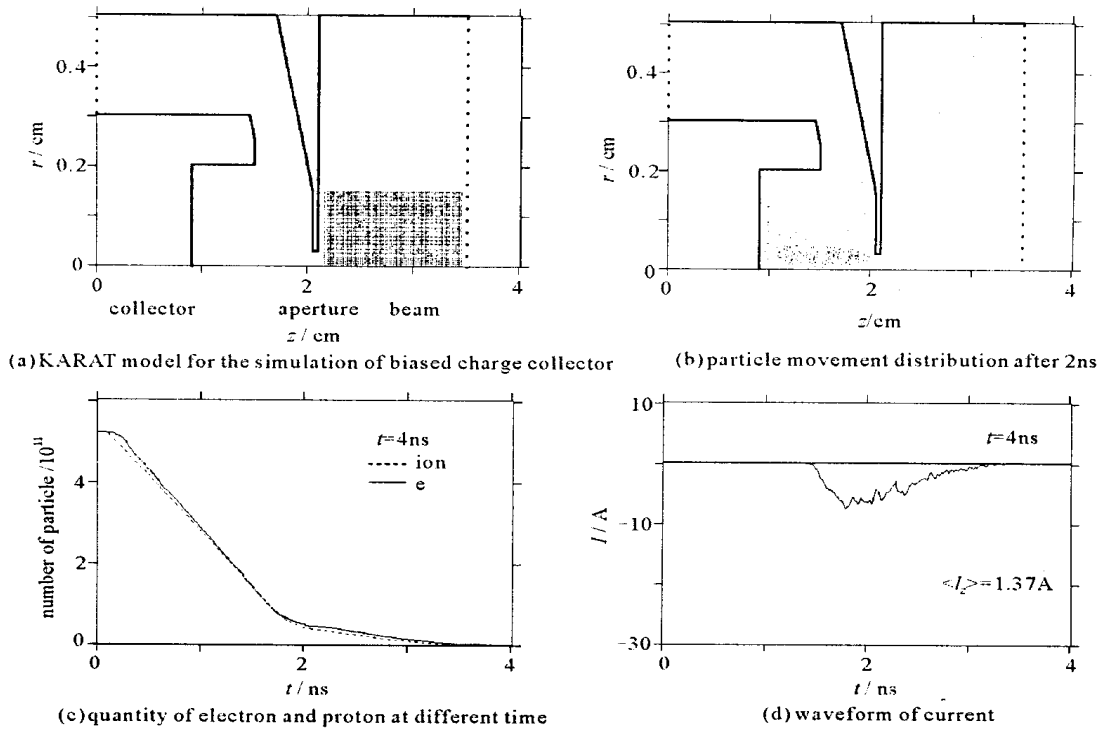 r/ cm
0.4
0.2
0
0 2 4
collector aperture beam
z/ cm
(a)KARAT model for the simulation of biased charge collector
r/cm
0.4
0.2
0
0 2 4
z/cm
(b)particle movement distribution after 2ns
number of particle /10¹¹
4
2
0
t=4ns
ion
e
0 2 4
t/ ns
(c)quantity of electron and proton at different time
I/ A
10
0
-10
-30
t=4ns
<I_z>=1.37A
0 2 4
t/ ns
(d)waveform of current